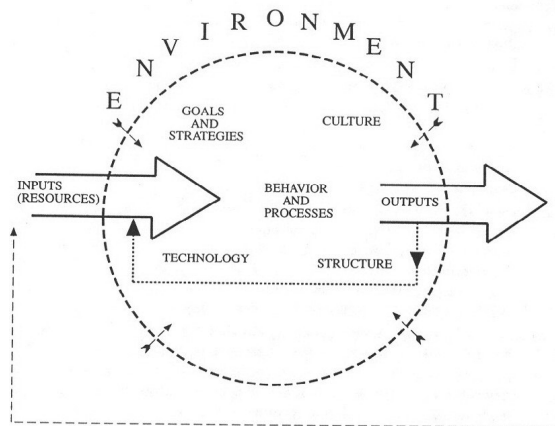 ENVIRONMENT
GOALS
AND
STRATEGIES
CULTURE
INPUTS
(RESOURCES)
BEHAVIOR
AND
PROCESSES
OUTPUTS
TECHNOLOGY
STRUCTURE